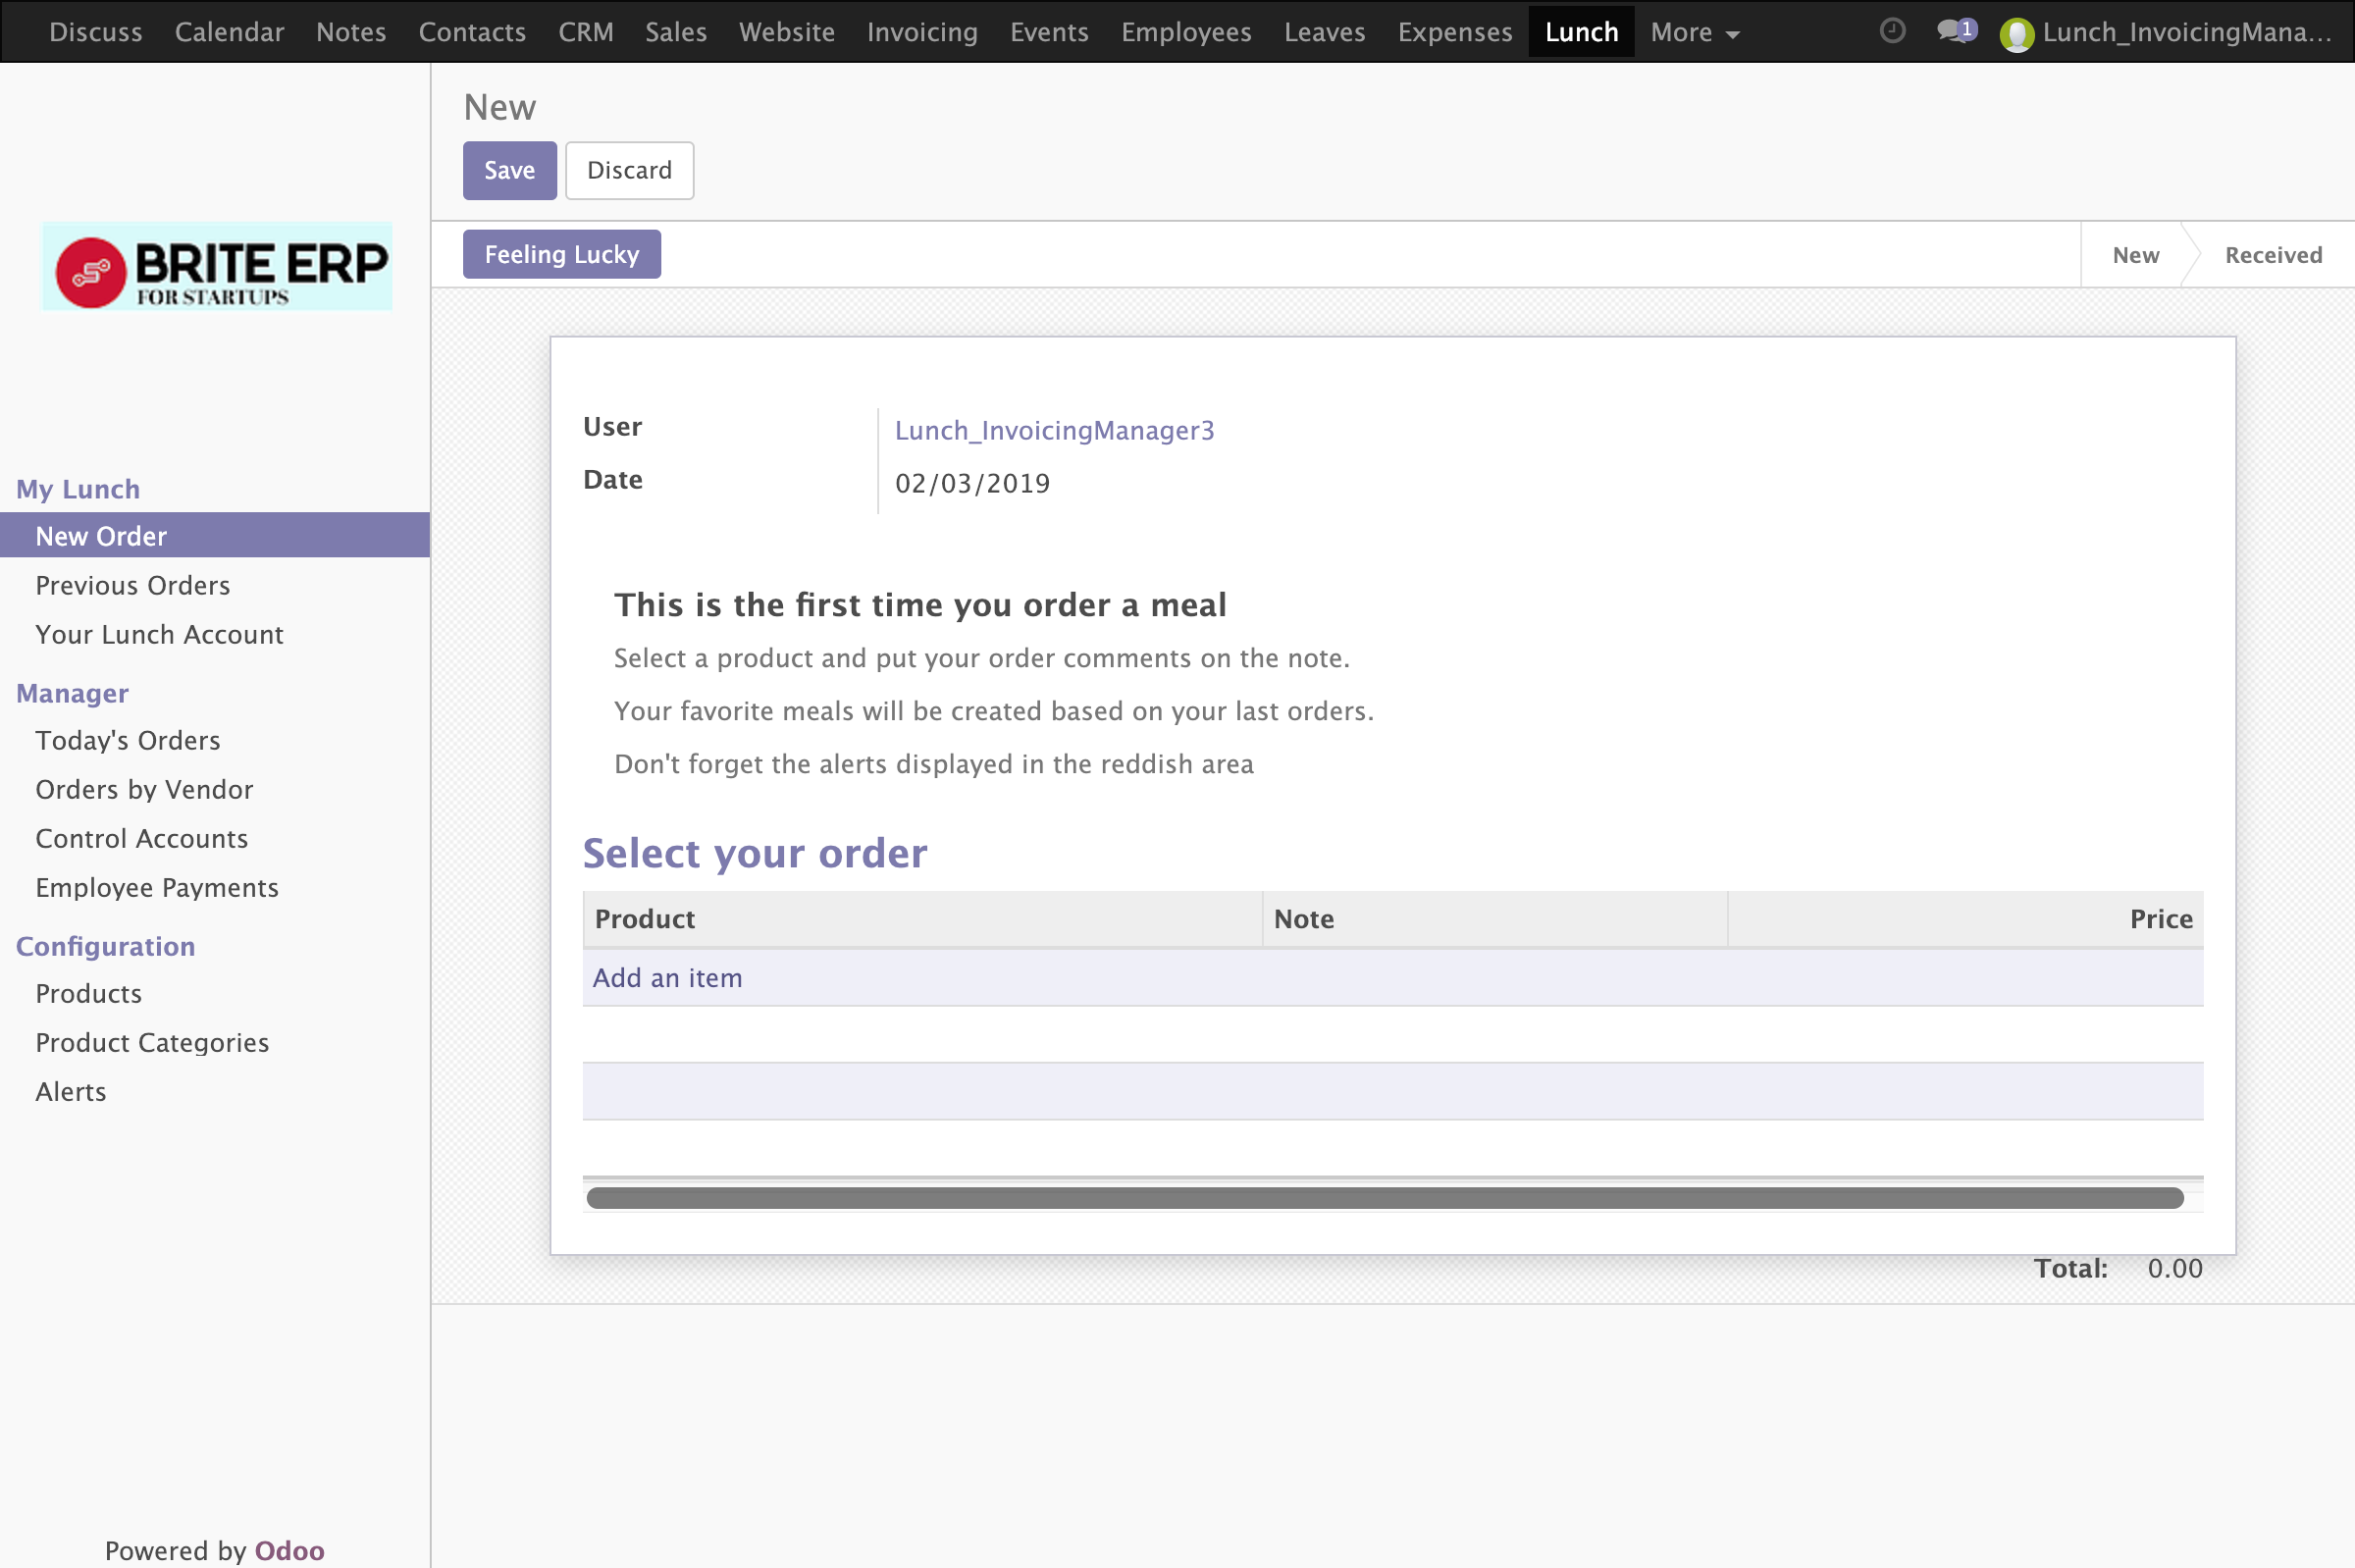 Discuss Calendar Notes Contacts CRM Sales Website Invoicing Events Employees Leaves Expenses Lunch More 1 Lunch_InvoicingMana...
New
Save Discard
BRITE ERP
FOR STARTUPS
Feeling Lucky New Received
User Lunch_InvoicingManager3
Date 02/03/2019
My Lunch
New Order
Previous Orders
Your Lunch Account
Manager
Today's Orders
Orders by Vendor
Control Accounts
Employee Payments
Configuration
Products
Product Categories
Alerts
This is the first time you order a meal
Select a product and put your order comments on the note.
Your favorite meals will be created based on your last orders.
Don't forget the alerts displayed in the reddish area
Select your order
Product Note Price
Add an item
Total: 0.00
Powered by Odoo